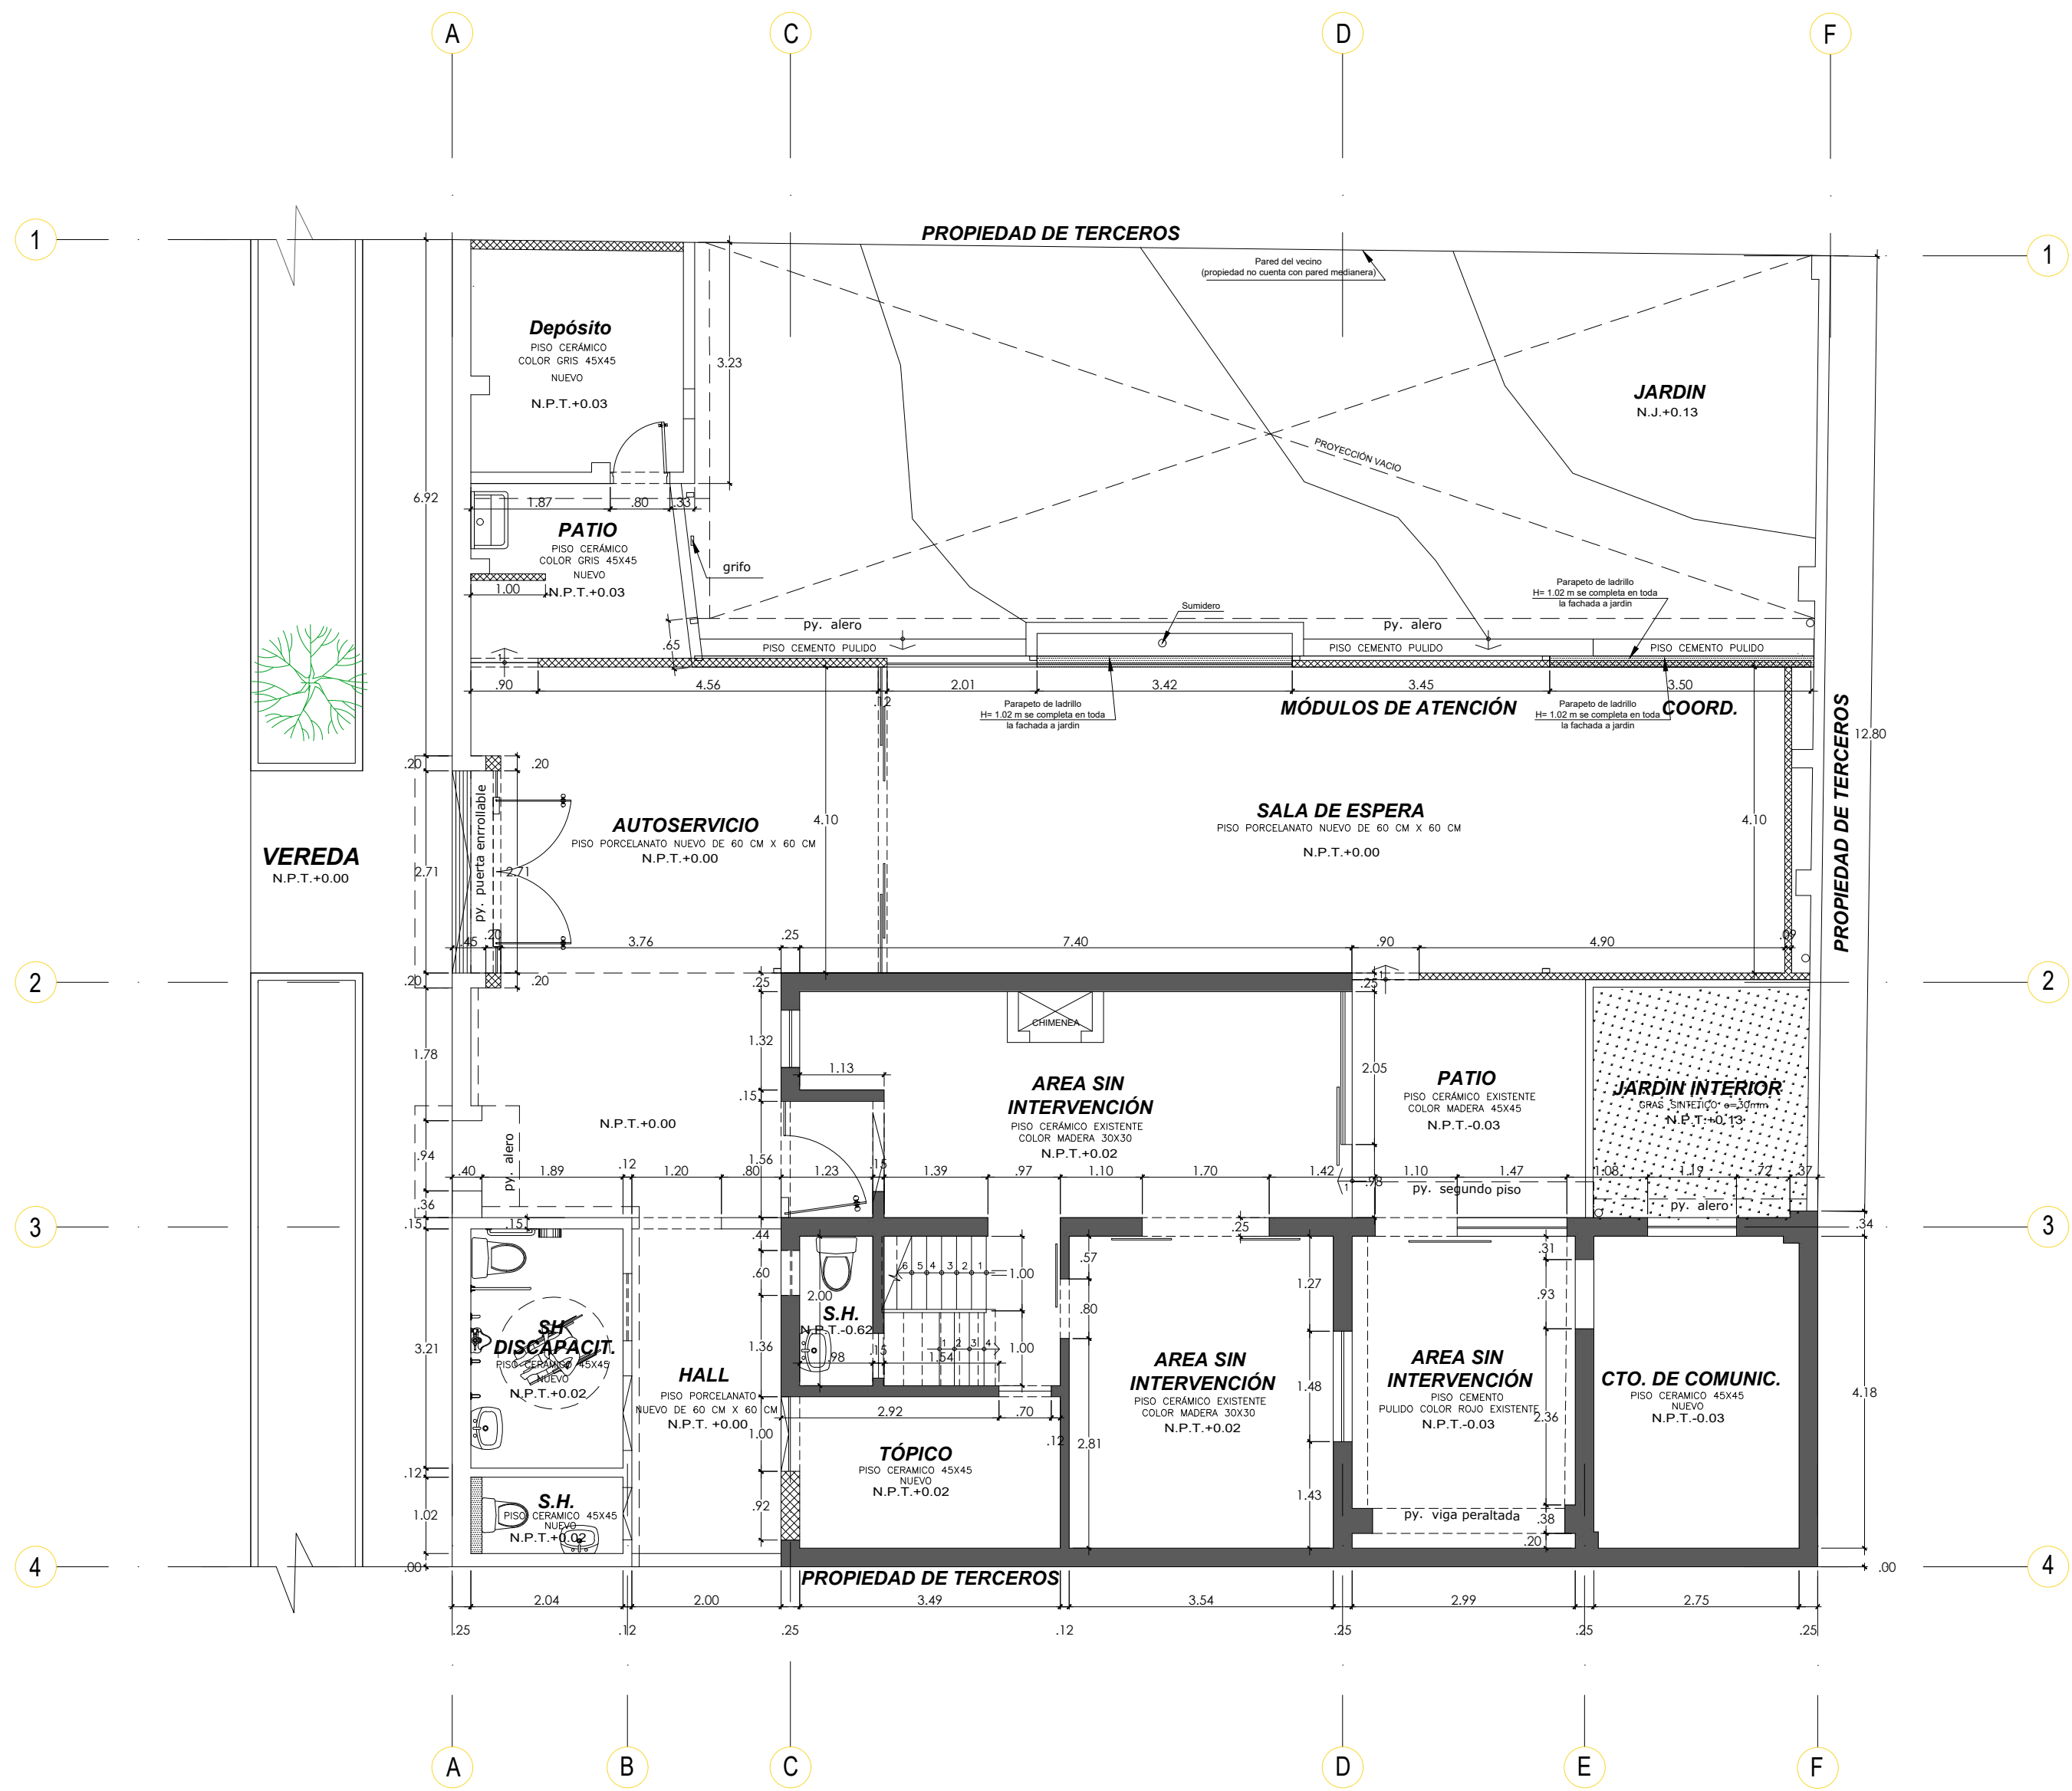 A
C
D
F
1
PROPIEDAD DE TERCEROS
Pared del vecino
(propiedad no cuenta con pared medianera)
1
Depósito
PISO CERÁMICO
COLOR GRIS 45X45
NUEVO
N.P.T.+0.03
3.23
JARDIN
N.J.+0.13
PROYECCIÓN VACIO
6.92
1.87
.80
.33
PATIO
PISO CERÁMICO
COLOR GRIS 45X45
NUEVO
N.P.T.+0.03
1.00
grifo
Parapeto de ladrillo
H= 1.02 m se completa en toda
la fachada a jardin
Sumidero
py. alero
py. alero
.65
PISO CEMENTO PULIDO
PISO CEMENTO PULIDO
PISO CEMENTO PULIDO
1
.90
4.56
.12
2.01
3.42
3.45
3.50
Parapeto de ladrillo
H= 1.02 m se completa en toda
la fachada a jardin
MÓDULOS DE ATENCIÓN
Parapeto de ladrillo
H= 1.02 m se completa en toda
la fachada a jardin
COORD.
12.80
PROPIEDAD DE TERCEROS
.20
.20
py. puerta enrrollable
AUTOSERVICIO
PISO PORCELANATO NUEVO DE 60 CM X 60 CM
N.P.T.+0.00
4.10
SALA DE ESPERA
PISO PORCELANATO NUEVO DE 60 CM X 60 CM
N.P.T.+0.00
4.10
VEREDA
N.P.T.+0.00
2.71
2.71
.45
.20
3.76
.25
7.40
.90
4.90
.09
2
.20
.20
.25
.25
1
2
CHIMENEA
1.78
1.32
1.13
.15
AREA SIN
INTERVENCIÓN
PISO CERÁMICO EXISTENTE
COLOR MADERA 30X30
N.P.T.+0.02
2.05
PATIO
PISO CERÁMICO EXISTENTE
COLOR MADERA 45X45
N.P.T.-0.03
JARDIN INTERIOR
GRAS SINTETICO e=30mm
N.P.T.+0.13
N.P.T.+0.00
.94
py. alero
.40
1.89
.12
1.20
.80
1.56
1.23
.15
1.39
.97
1.10
1.70
1.42
1
.98
1.10
1.47
1.08
1.19
.72
.37
py. segundo piso
py. alero
.36
.15
.15
3
.44
.25
.34
3
.60
2.00
6 5 4 3 2 1
1.00
.57
.80
1.27
.31
.93
S.H.
N.P.T.-0.62
.98
.15
1.54
1 2 3 4
1.00
3.21
SH
DISCAPACIT.
PISO CERÁMICO 45X45
NUEVO
N.P.T.+0.02
1.36
HALL
PISO PORCELANATO
NUEVO DE 60 CM X 60 CM
N.P.T. +0.00
1.00
2.92
.70
.12
AREA SIN
INTERVENCIÓN
PISO CERÁMICO EXISTENTE
COLOR MADERA 30X30
N.P.T.+0.02
2.81
1.48
1.43
AREA SIN
INTERVENCIÓN
PISO CEMENTO
PULIDO COLOR ROJO EXISTENTE
N.P.T.-0.03
2.36
CTO. DE COMUNIC.
PISO CERAMICO 45X45
NUEVO
N.P.T.-0.03
4.18
TÓPICO
PISO CERAMICO 45X45
NUEVO
N.P.T.+0.02
.12
1.02
S.H.
PISO CERAMICO 45X45
NUEVO
N.P.T.+0.02
.92
py. viga peraltada
.38
.20
4
.00
PROPIEDAD DE TERCEROS
.00
4
2.04
2.00
3.49
3.54
2.99
2.75
.25
.12
.25
.12
.25
.25
.25
A
B
C
D
E
F